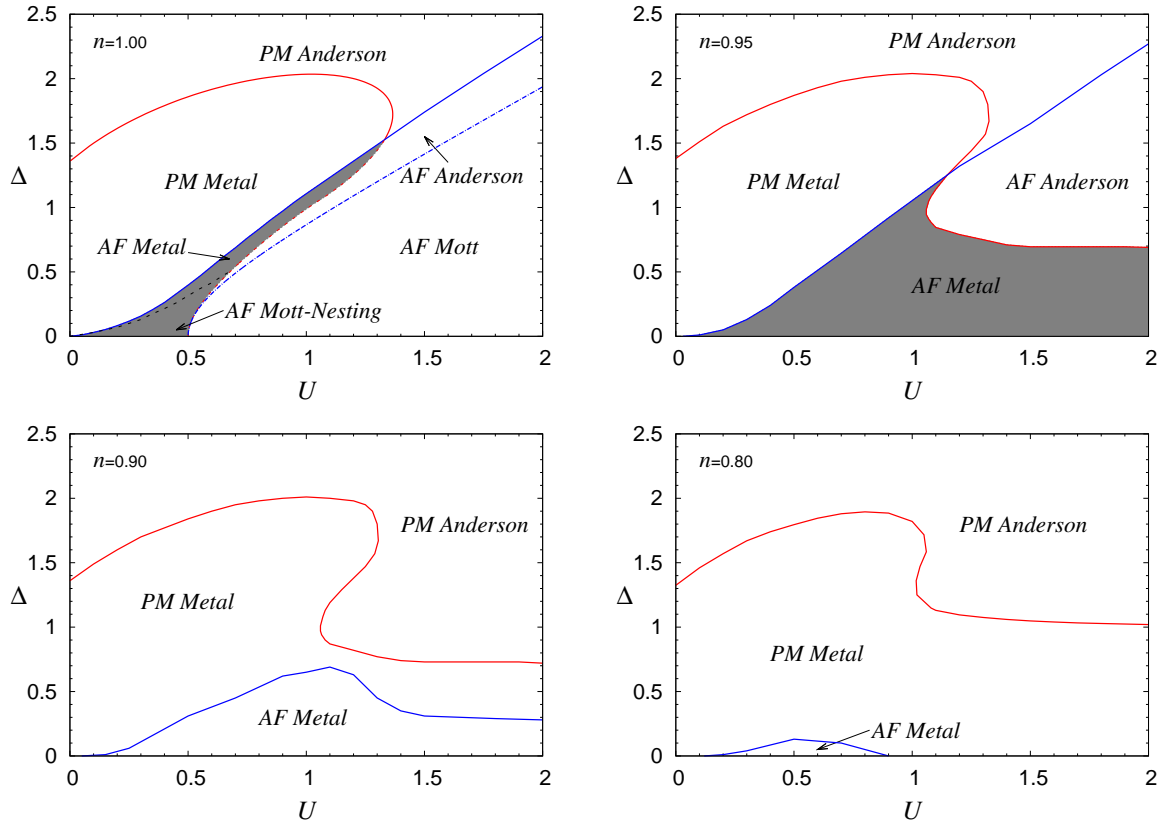 n=1.00
PM Anderson
PM Metal
AF Anderson
AF Metal
AF Mott
AF Mott-Nesting
Δ
2.5
2
1.5
1
0.5
0
0 0.5 1 1.5 2
U
n=0.95
PM Anderson
PM Metal
AF Anderson
AF Metal
Δ
2.5
2
1.5
1
0.5
0
0 0.5 1 1.5 2
U
n=0.90
PM Anderson
PM Metal
AF Metal
Δ
2.5
2
1.5
1
0.5
0
0 0.5 1 1.5 2
U
n=0.80
PM Anderson
PM Metal
AF Metal
Δ
2.5
2
1.5
1
0.5
0
0 0.5 1 1.5 2
U